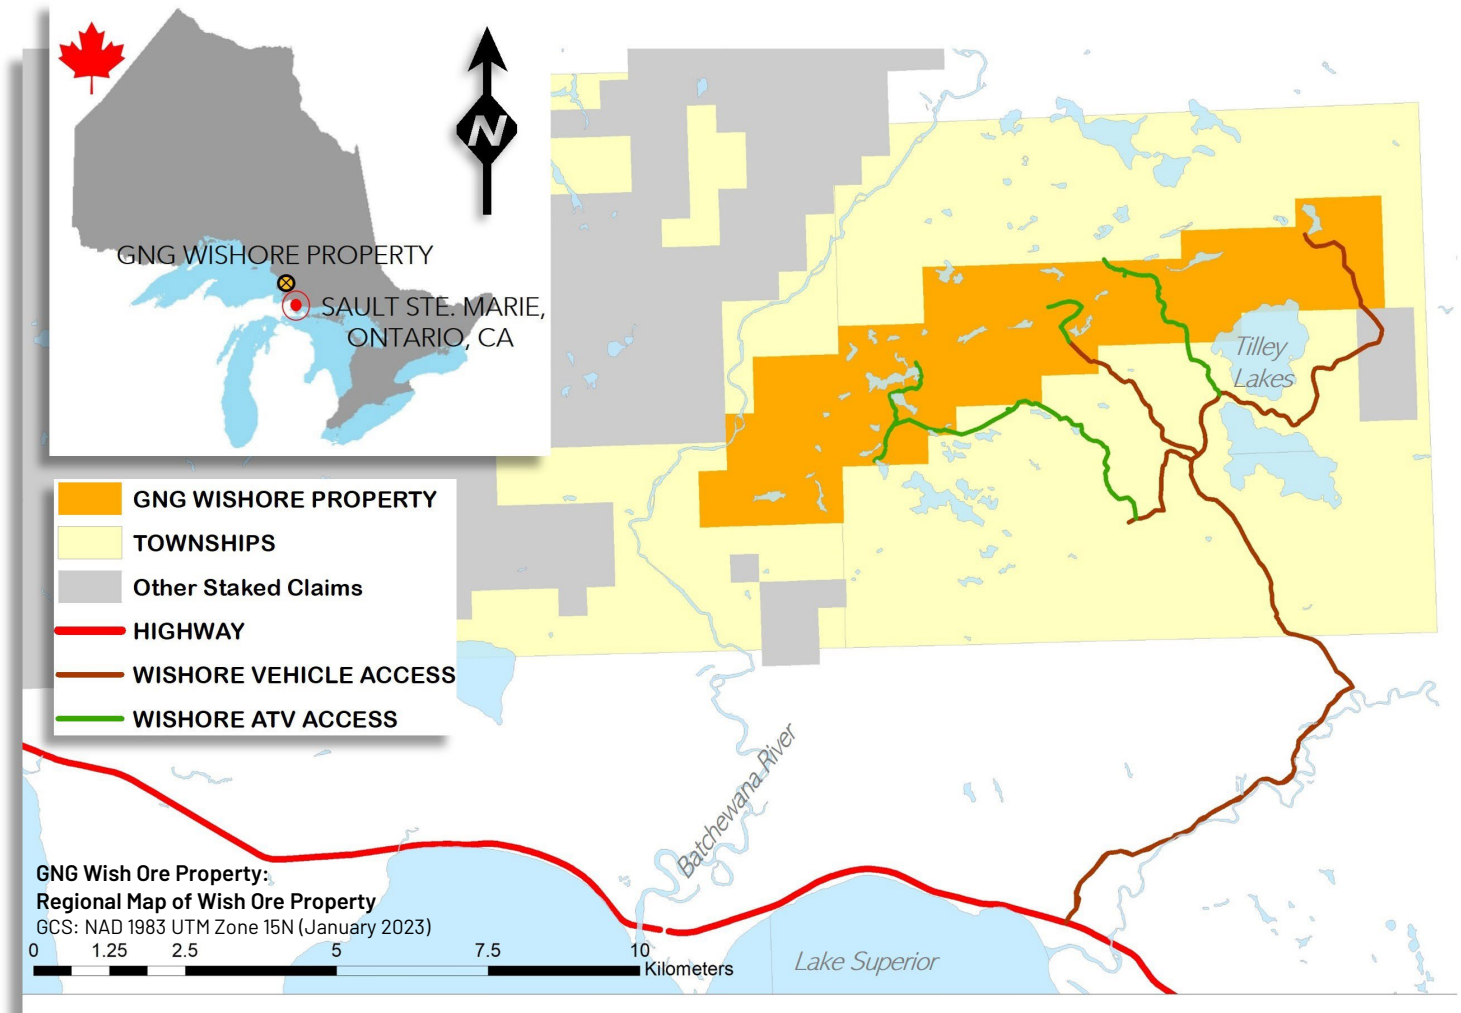 N
GNG WISHORE PROPERTY
SAULT STE. MARIE,
ONTARIO, CA
Tilley
Lakes
GNG WISHORE PROPERTY
TOWNSHIPS
Other Staked Claims
HIGHWAY
WISHORE VEHICLE ACCESS
WISHORE ATV ACCESS
Batchewana River
GNG Wish Ore Property:
Regional Map of Wish Ore Property
GCS: NAD 1983 UTM Zone 15N (January 2023)
0 1.25 2.5 5 7.5 10
Kilometers
Lake Superior